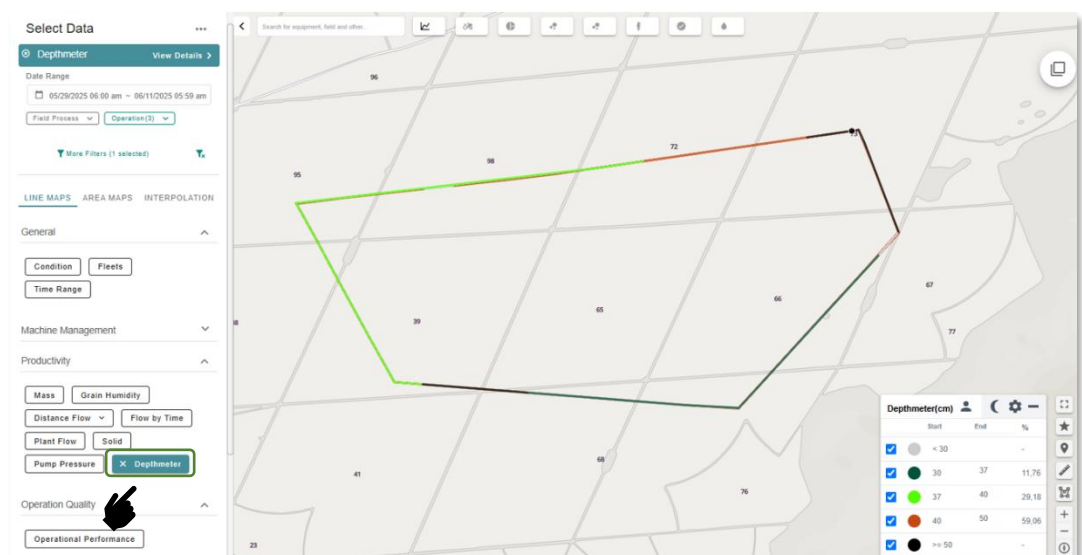 Select Data
Depthmeter View Details >
Date Range
05/29/2025 06:00 am ~ 06/11/2025 05:59 am
Field Process Operation(3)
More Filters (1 selected)
LINE MAPS AREA MAPS INTERPOLATION
General
Condition Fleets
Time Range
Machine Management
Productivity
Mass Grain Humidity
Distance Flow Flow by Time
Plant Flow Solid
Pump Pressure X Depthmeter
Operation Quality
Operational Performance
Search for equipment, field and other...
96
72
73
98
95
67
66
65
39
77
68
41
76
23
Depthmeter(cm)
Start End %
< 30 -
30 37 11,76
37 40 29,18
40 50 59,06
>= 50 -